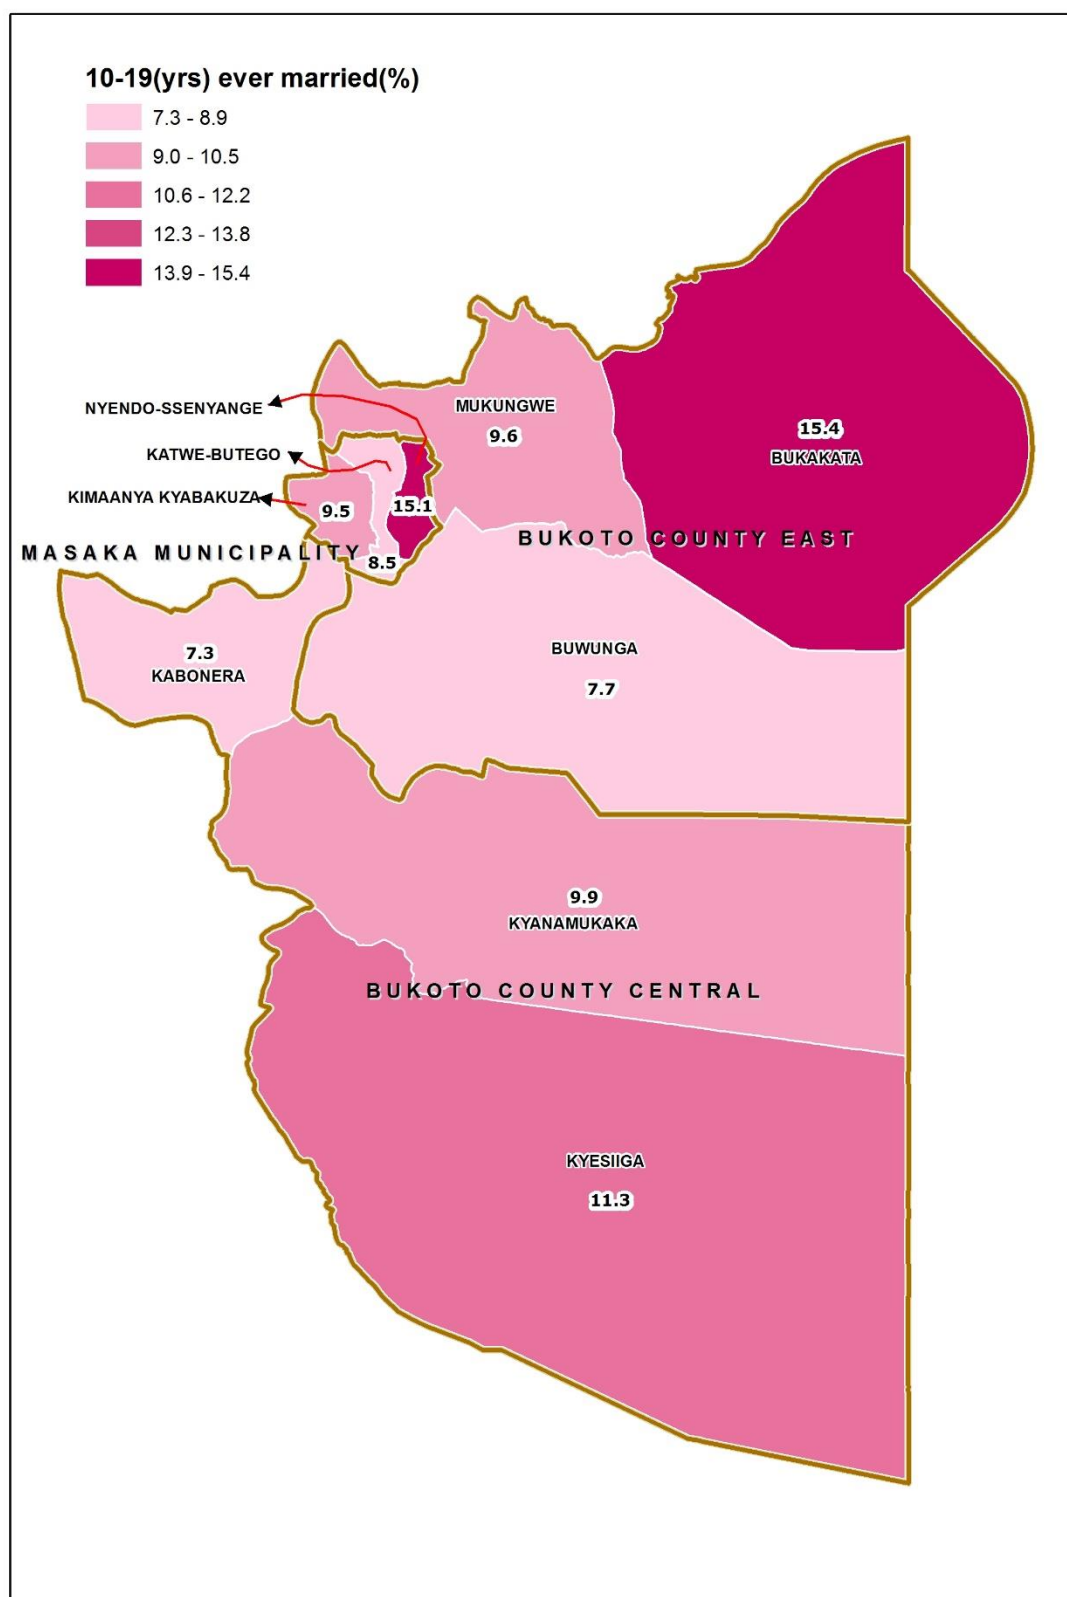 10-19(yrs) ever married(%)
7.3 - 8.9
9.0 - 10.5
10.6 - 12.2
12.3 - 13.8
13.9 - 15.4
NYENDO-SSENYANGE
MUKUNGWE
9.6
15.4
BUKAKATA
KATWE-BUTEGO
KIMAANYA KYABAKUZA
9.5
15.1
MASAKA MUNICIPALITY
8.5
BUKOTO COUNTY EAST
7.3
KABONERA
BUWUNGA
7.7
9.9
KYANAMUKAKA
BUKOTO COUNTY CENTRAL
KYESIIGA
11.3